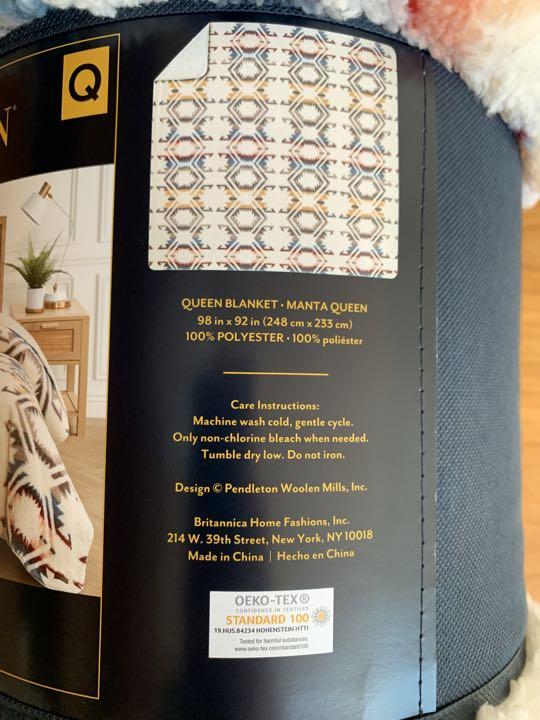 Q
N®
QUEEN BLANKET • MANTA QUEEN
98 in x 92 in (248 cm x 233 cm)
100% POLYESTER • 100% poliéster
Care Instructions:
Machine wash cold, gentle cycle.
Only non-chlorine bleach when needed.
Tumble dry low. Do not iron.
Design © Pendleton Woolen Mills, Inc.
Britannica Home Fashions, Inc.
214 W. 39th Street, New York, NY 10018
Made in China | Hecho en China
OEKO-TEX®
CONFIDENCE IN TEXTILES
STANDARD 100
19.HUS.84234 HOHENSTEIN HTTI
Tested for harmful substances.
www.oeko-tex.com/standard100